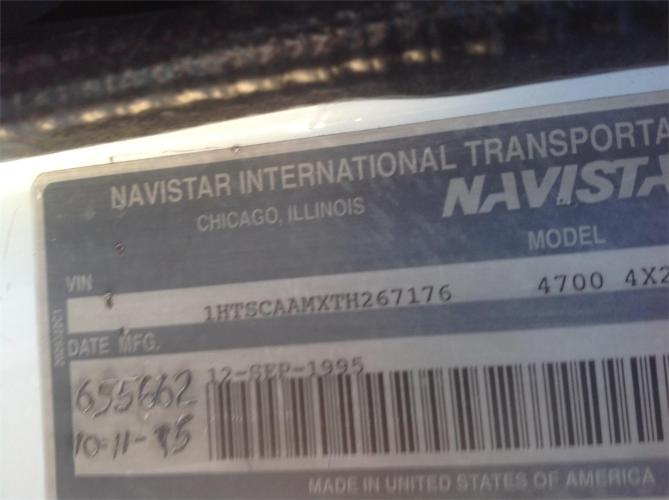 NAVISTAR INTERNATIONAL TRANSPORTA
CHICAGO, ILLINOIS
NAVISTA
MODEL
VIN
1HTSCAAMXTH267176 4700 4X2
DATE MFG.
12-SEP-1995
655662
10-11-95
MADE IN UNITED STATES OF AMERICA